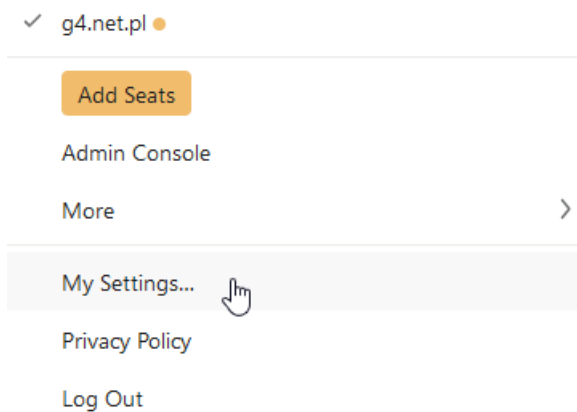 g4.net.pl
Add Seats
Admin Console
More
My Settings...
Privacy Policy
Log Out